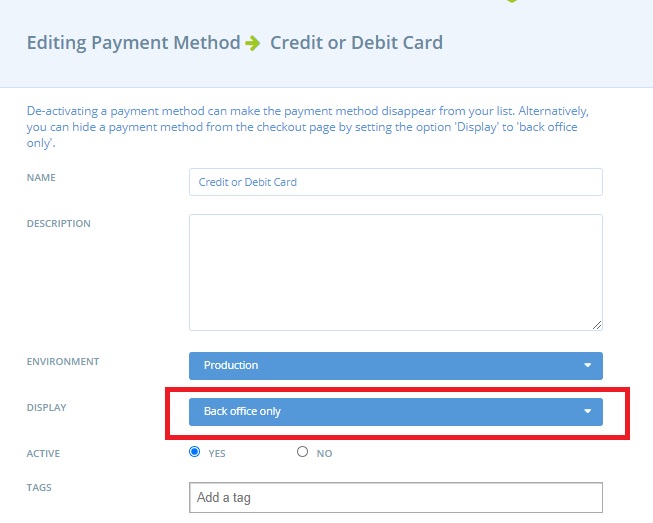 Editing Payment Method Credit or Debit Card
De-activating a payment method can make the payment method disappear from your list. Alternatively,
you can hide a payment method from the checkout page by setting the option 'Display' to 'back office
only'.
NAME
Credit or Debit Card
DESCRIPTION
ENVIRONMENT
Production
DISPLAY
Back office only
ACTIVE
YES
NO
TAGS
Add a tag